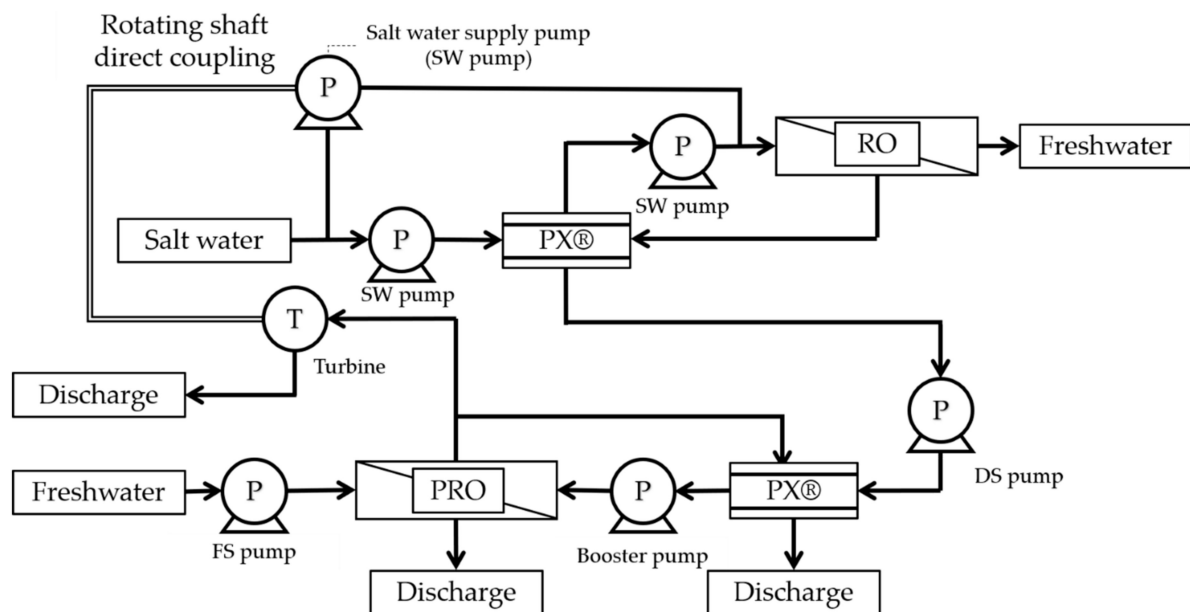 Rotating shaft
direct coupling
Salt water supply pump
(SW pump)
P
P
RO
Freshwater
SW pump
Salt water
P
PX®
SW pump
T
Turbine
Discharge
P
DS pump
Freshwater
P
PRO
P
PX®
FS pump
Booster pump
Discharge
Discharge